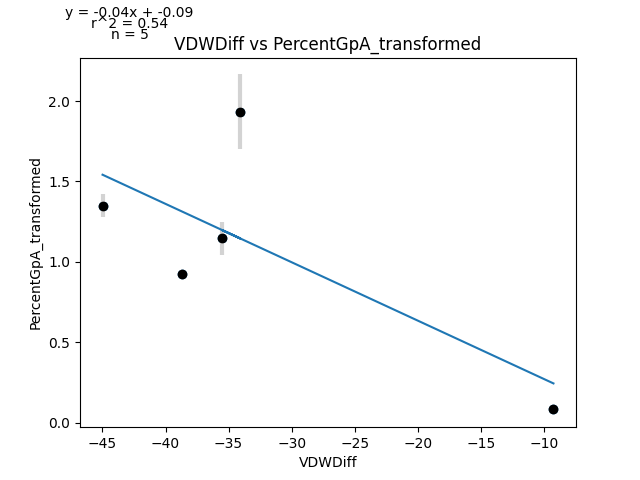 y = -0.04x + -0.09
r^2 = 0.54
n = 5
VDWDiff vs PercentGpA_transformed
2.0
1.5
1.0
0.5
0.0
PercentGpA_transformed
−45
−40
−35
−30
−25
−20
−15
−10
VDWDiff